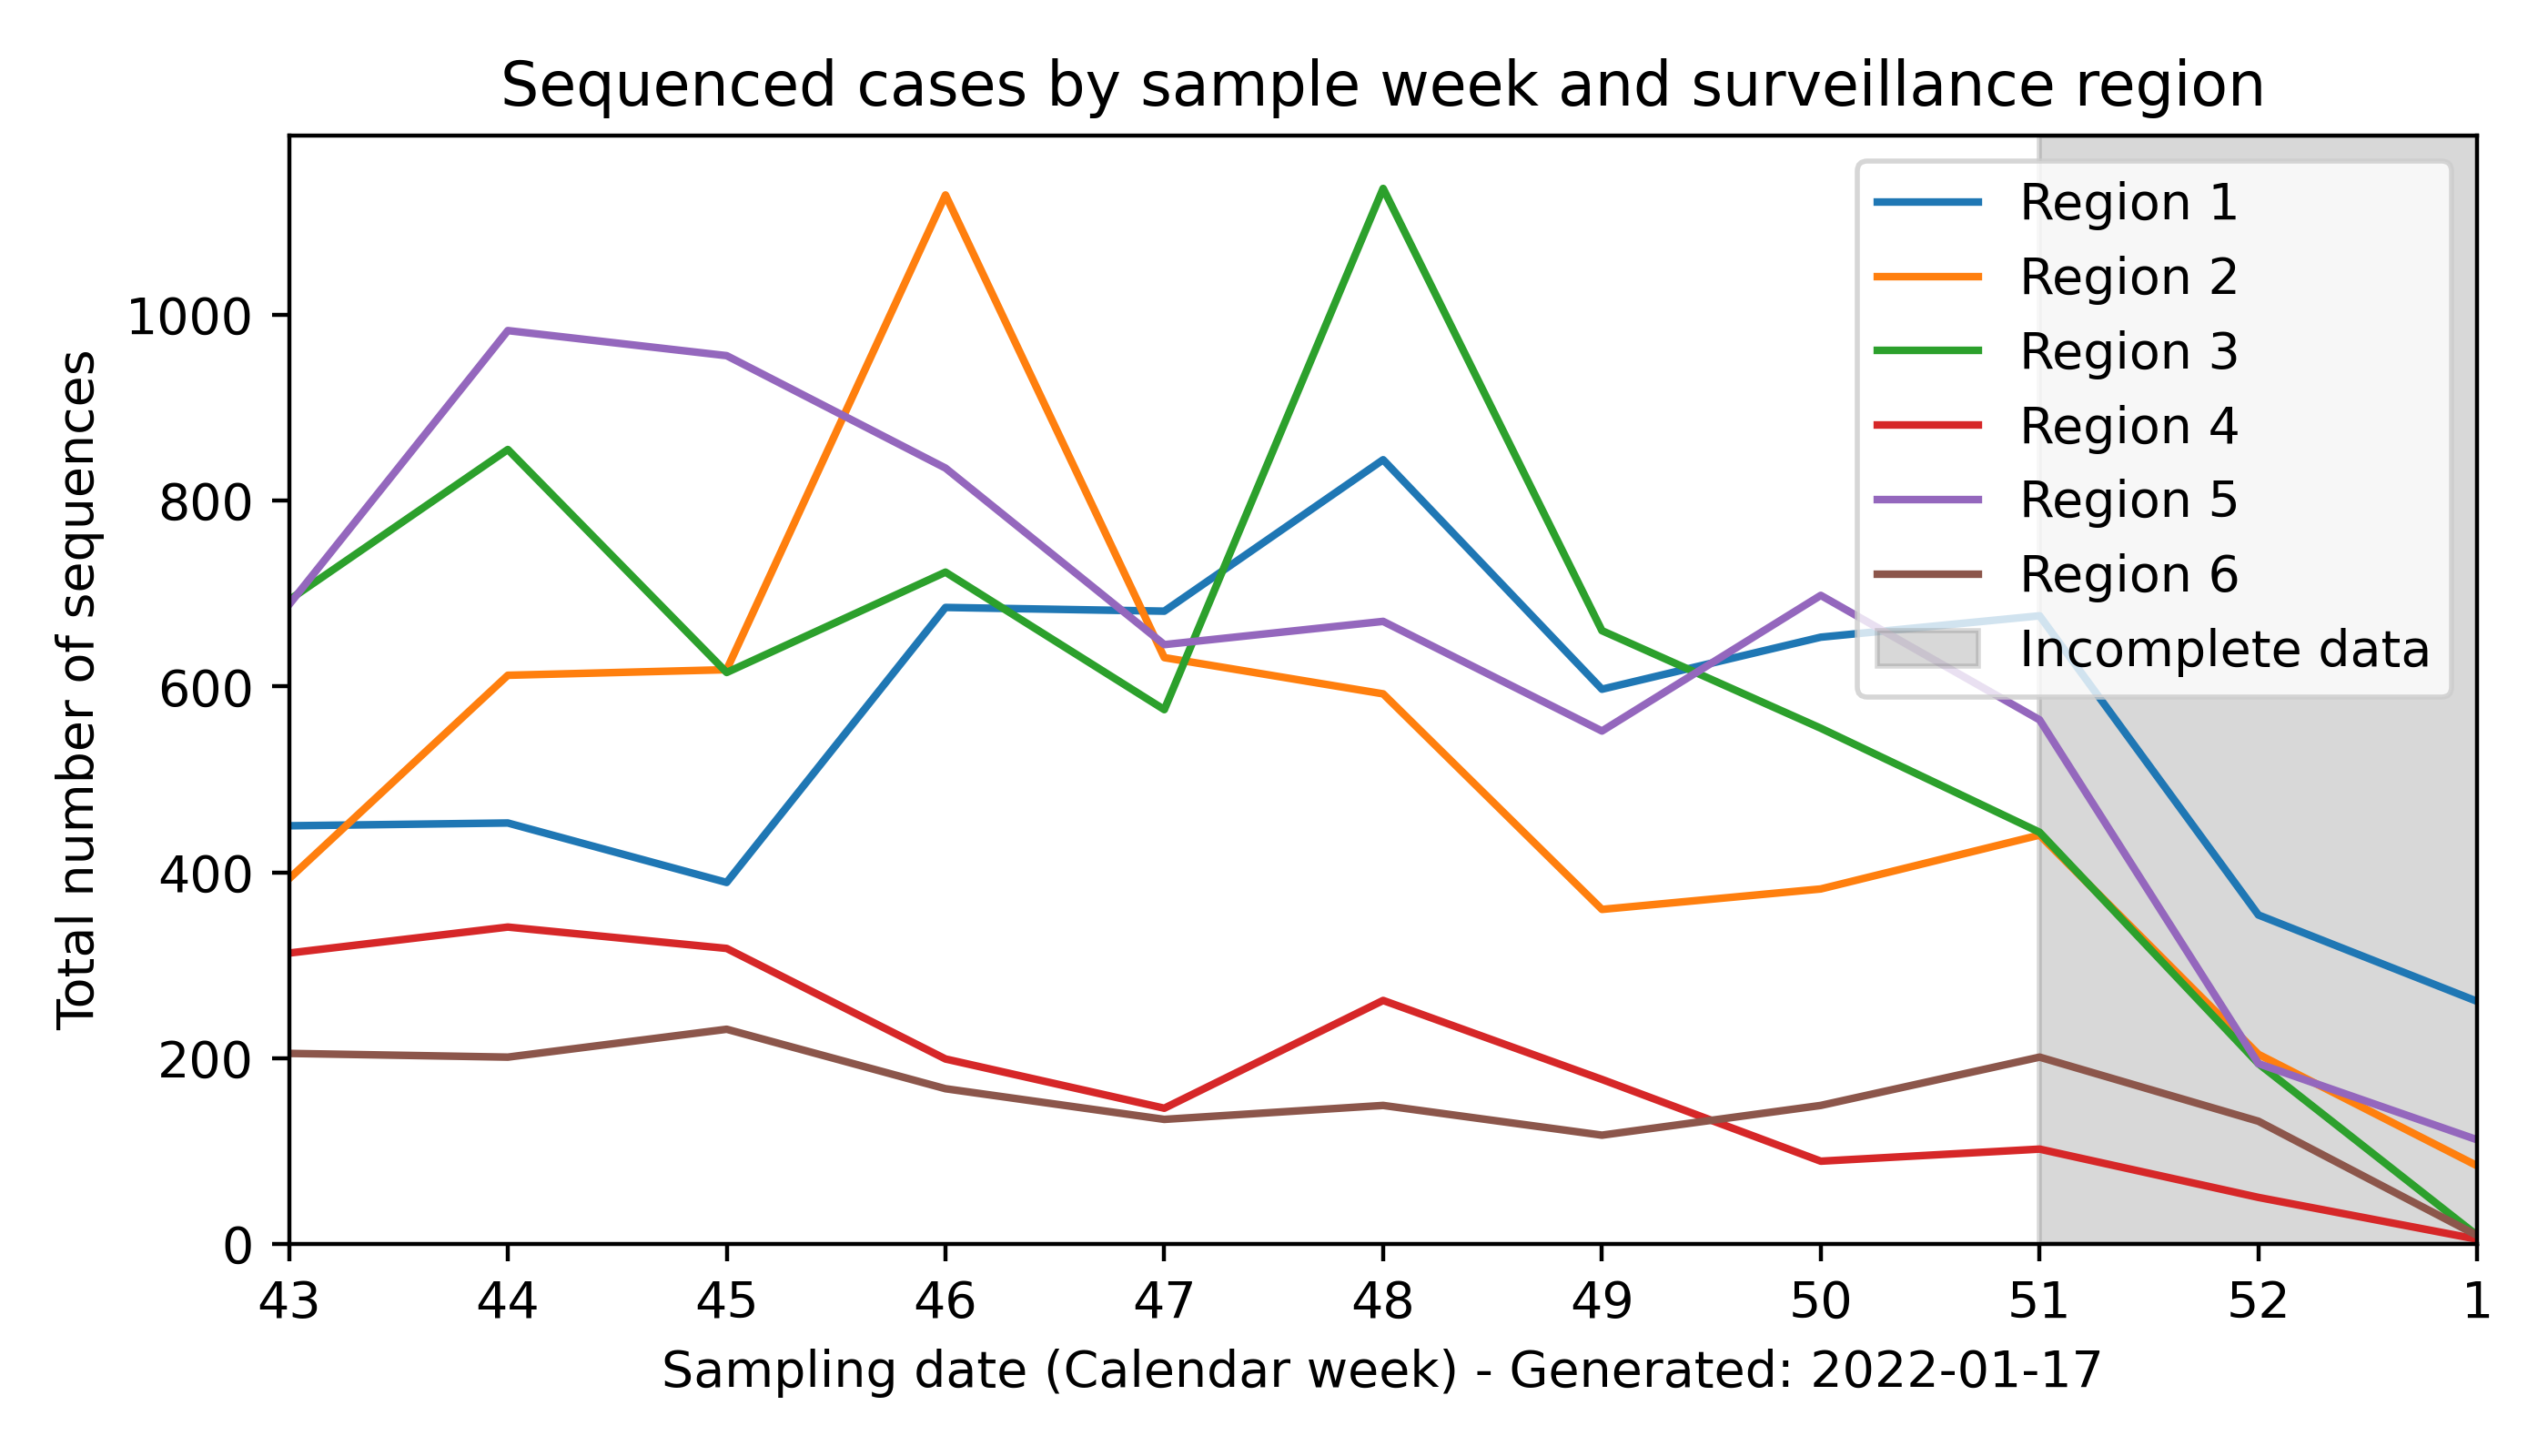 Sequenced cases by sample week and surveillance region
Total number of sequences
1000
800
600
400
200
0
43 44 45 46 47 48 49 50 51 52 1
Sampling date (Calendar week) - Generated: 2022-01-17
Region 1
Region 2
Region 3
Region 4
Region 5
Region 6
Incomplete data